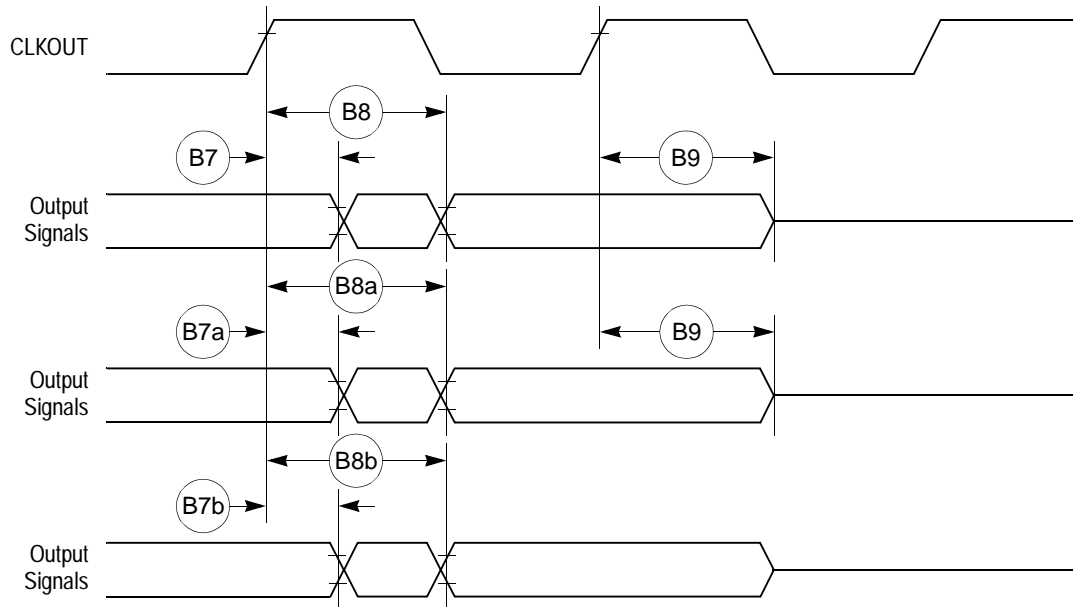 CLKOUT
B8
B7
B9
Output
Signals
B8a
B7a
B9
Output
Signals
B8b
B7b
Output
Signals